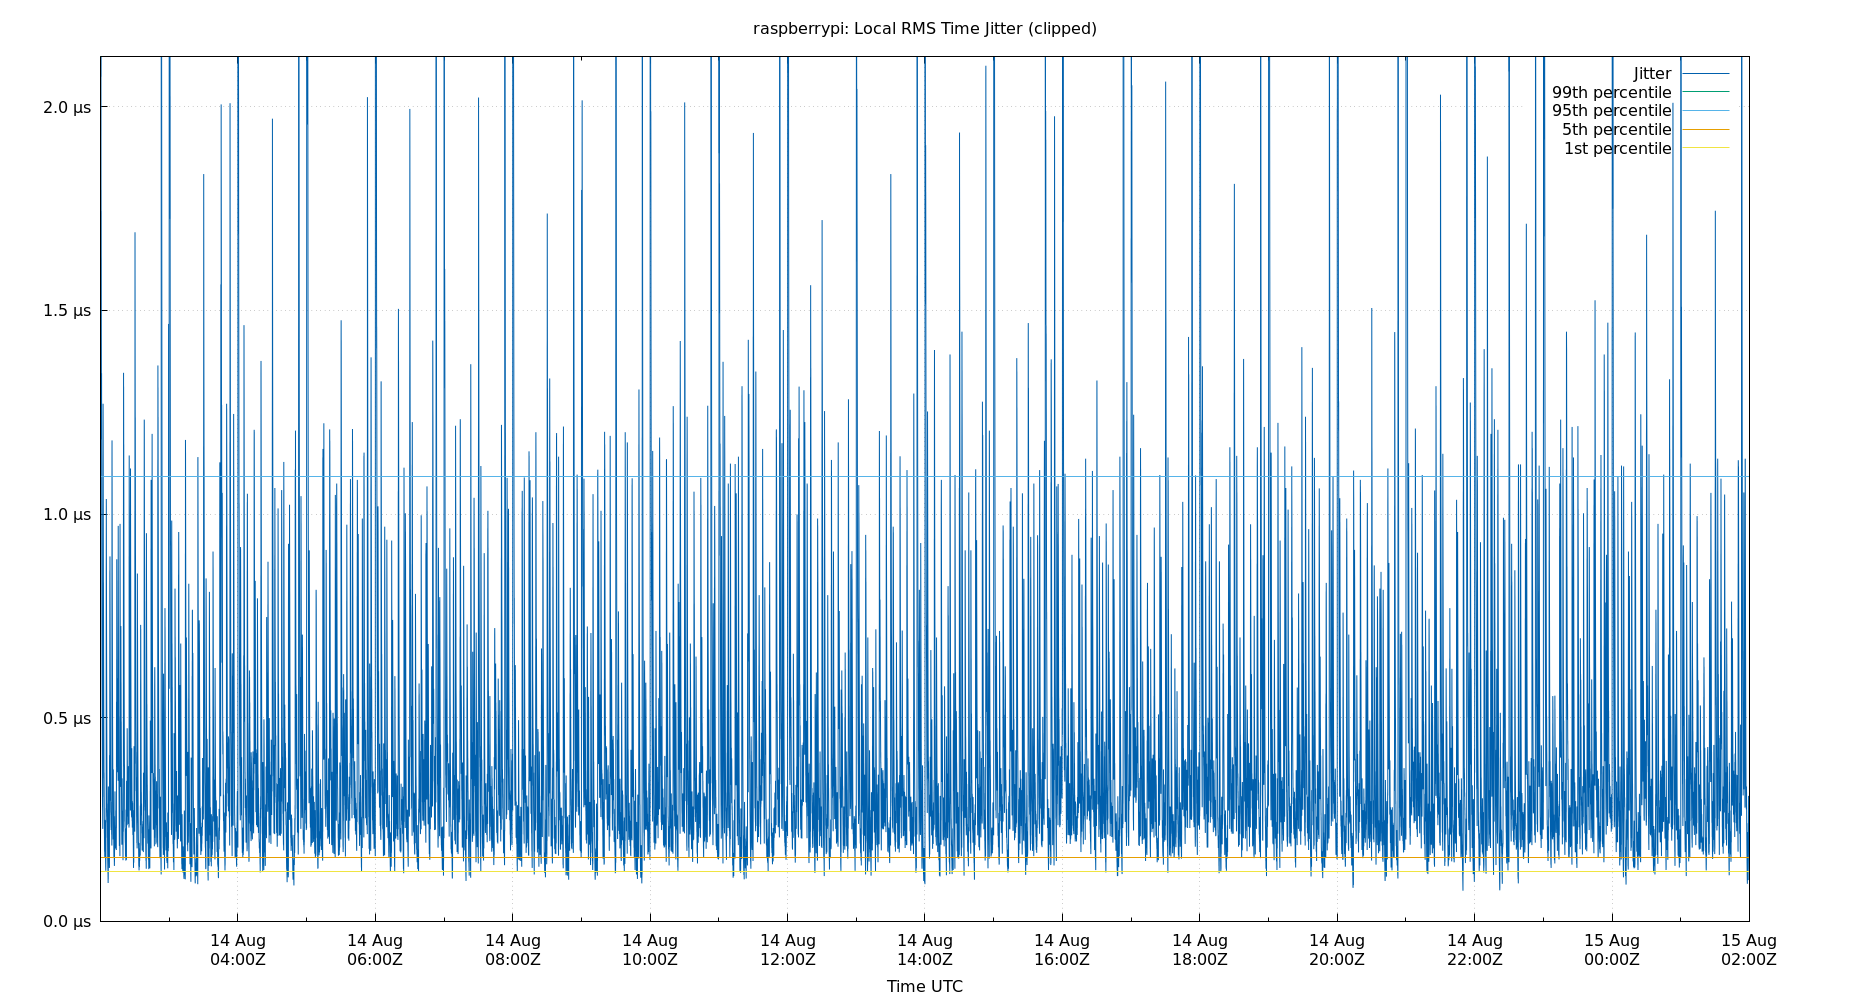 raspberrypi: Local RMS Time Jitter (clipped)
Jitter
99th percentile
95th percentile
5th percentile
1st percentile
2.0 µs
1.5 µs
1.0 µs
0.5 µs
0.0 µs
14 Aug 14 Aug 14 Aug 14 Aug 14 Aug 14 Aug 14 Aug 14 Aug 14 Aug 14 Aug 15 Aug 15 Aug
04:00Z 06:00Z 08:00Z 10:00Z 12:00Z 14:00Z 16:00Z 18:00Z 20:00Z 22:00Z 00:00Z 02:00Z
Time UTC